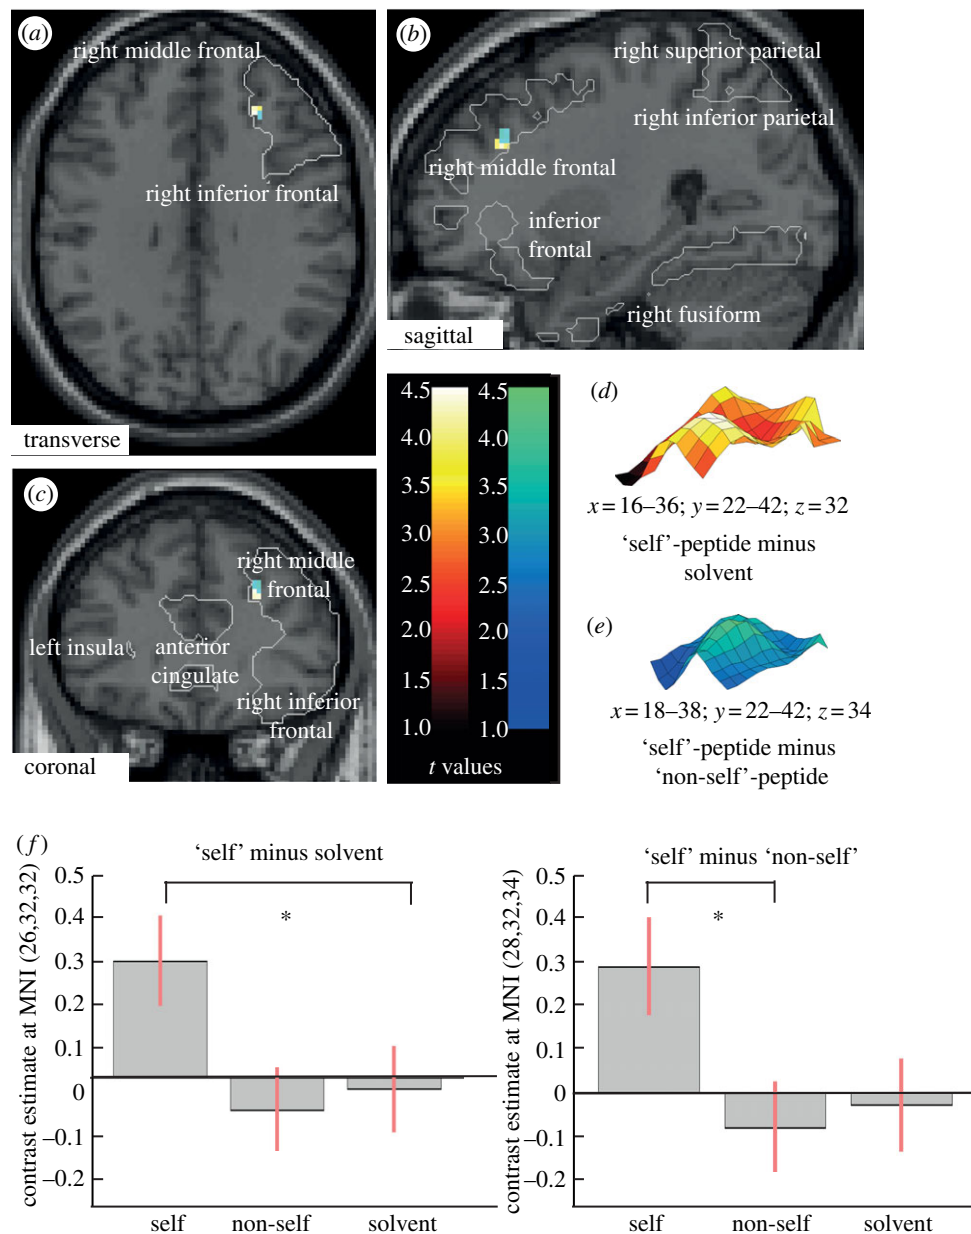 (a)
right middle frontal
right inferior frontal
transverse
(b)
right superior parietal
right inferior parietal
right middle frontal
inferior
frontal
right fusiform
sagittal
(c)
right middle
frontal
left insula
anterior
cingulate
right inferior
frontal
coronal
4.5 4.5
4.0 4.0
3.5 3.5
3.0 3.0
2.5 2.5
2.0 2.0
1.5 1.5
1.0 1.0
t values
(d)
x = 16–36; y = 22–42; z = 32
‘self’-peptide minus
solvent
(e)
x = 18–38; y = 22–42; z = 34
‘self’-peptide minus
‘non-self’-peptide
(f)
‘self’ minus solvent
contrast estimate at MNI (26,32,32)
0.5
0.4
0.3
0.2
0.1
0
–0.1
–0.2
*
self non-self solvent
‘self’ minus ‘non-self’
contrast estimate at MNI (28,32,34)
0.5
0.4
0.3
0.2
0.1
0
–0.1
–0.2
*
self non-self solvent